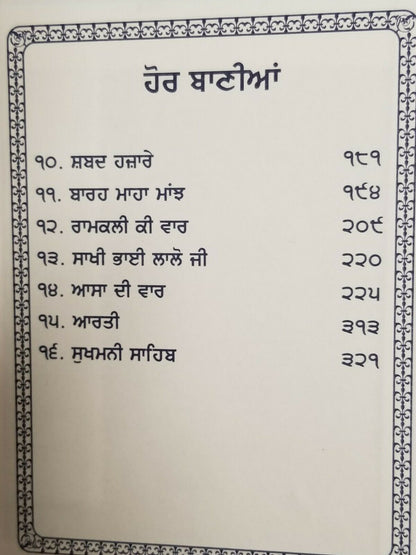 ਹੋਰ ਬਾਣੀਆਂ
੧੦. ਸ਼ਬਦ ਹਜ਼ਾਰੇ ੧੮੧
੧੧. ਬਾਰਹ ਮਾਹਾ ਮਾਂਝ ੧੯੪
੧੨. ਰਾਮਕਲੀ ਕੀ ਵਾਰ ੨੦੯
੧੩. ਸਾਖੀ ਭਾਈ ਲਾਲੋ ਜੀ ੨੨੦
੧੪. ਆਸਾ ਦੀ ਵਾਰ ੨੨੫
੧੫. ਆਰਤੀ ੩੧੩
੧੬. ਸੁਖਮਨੀ ਸਾਹਿਬ ੩੨੧